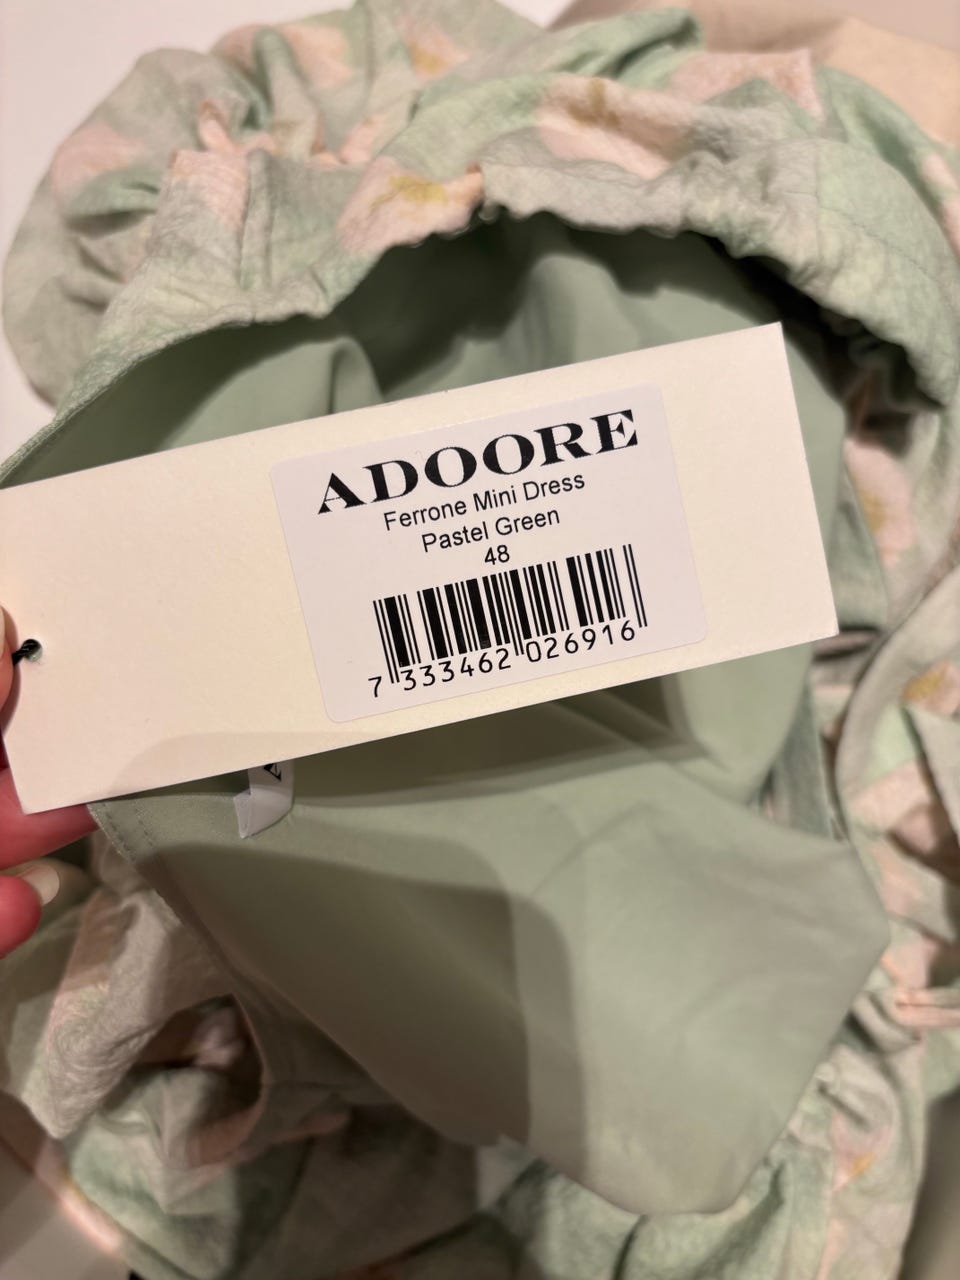 ADOORE
Ferrone Mini Dress
Pastel Green
48
7 333462 026916